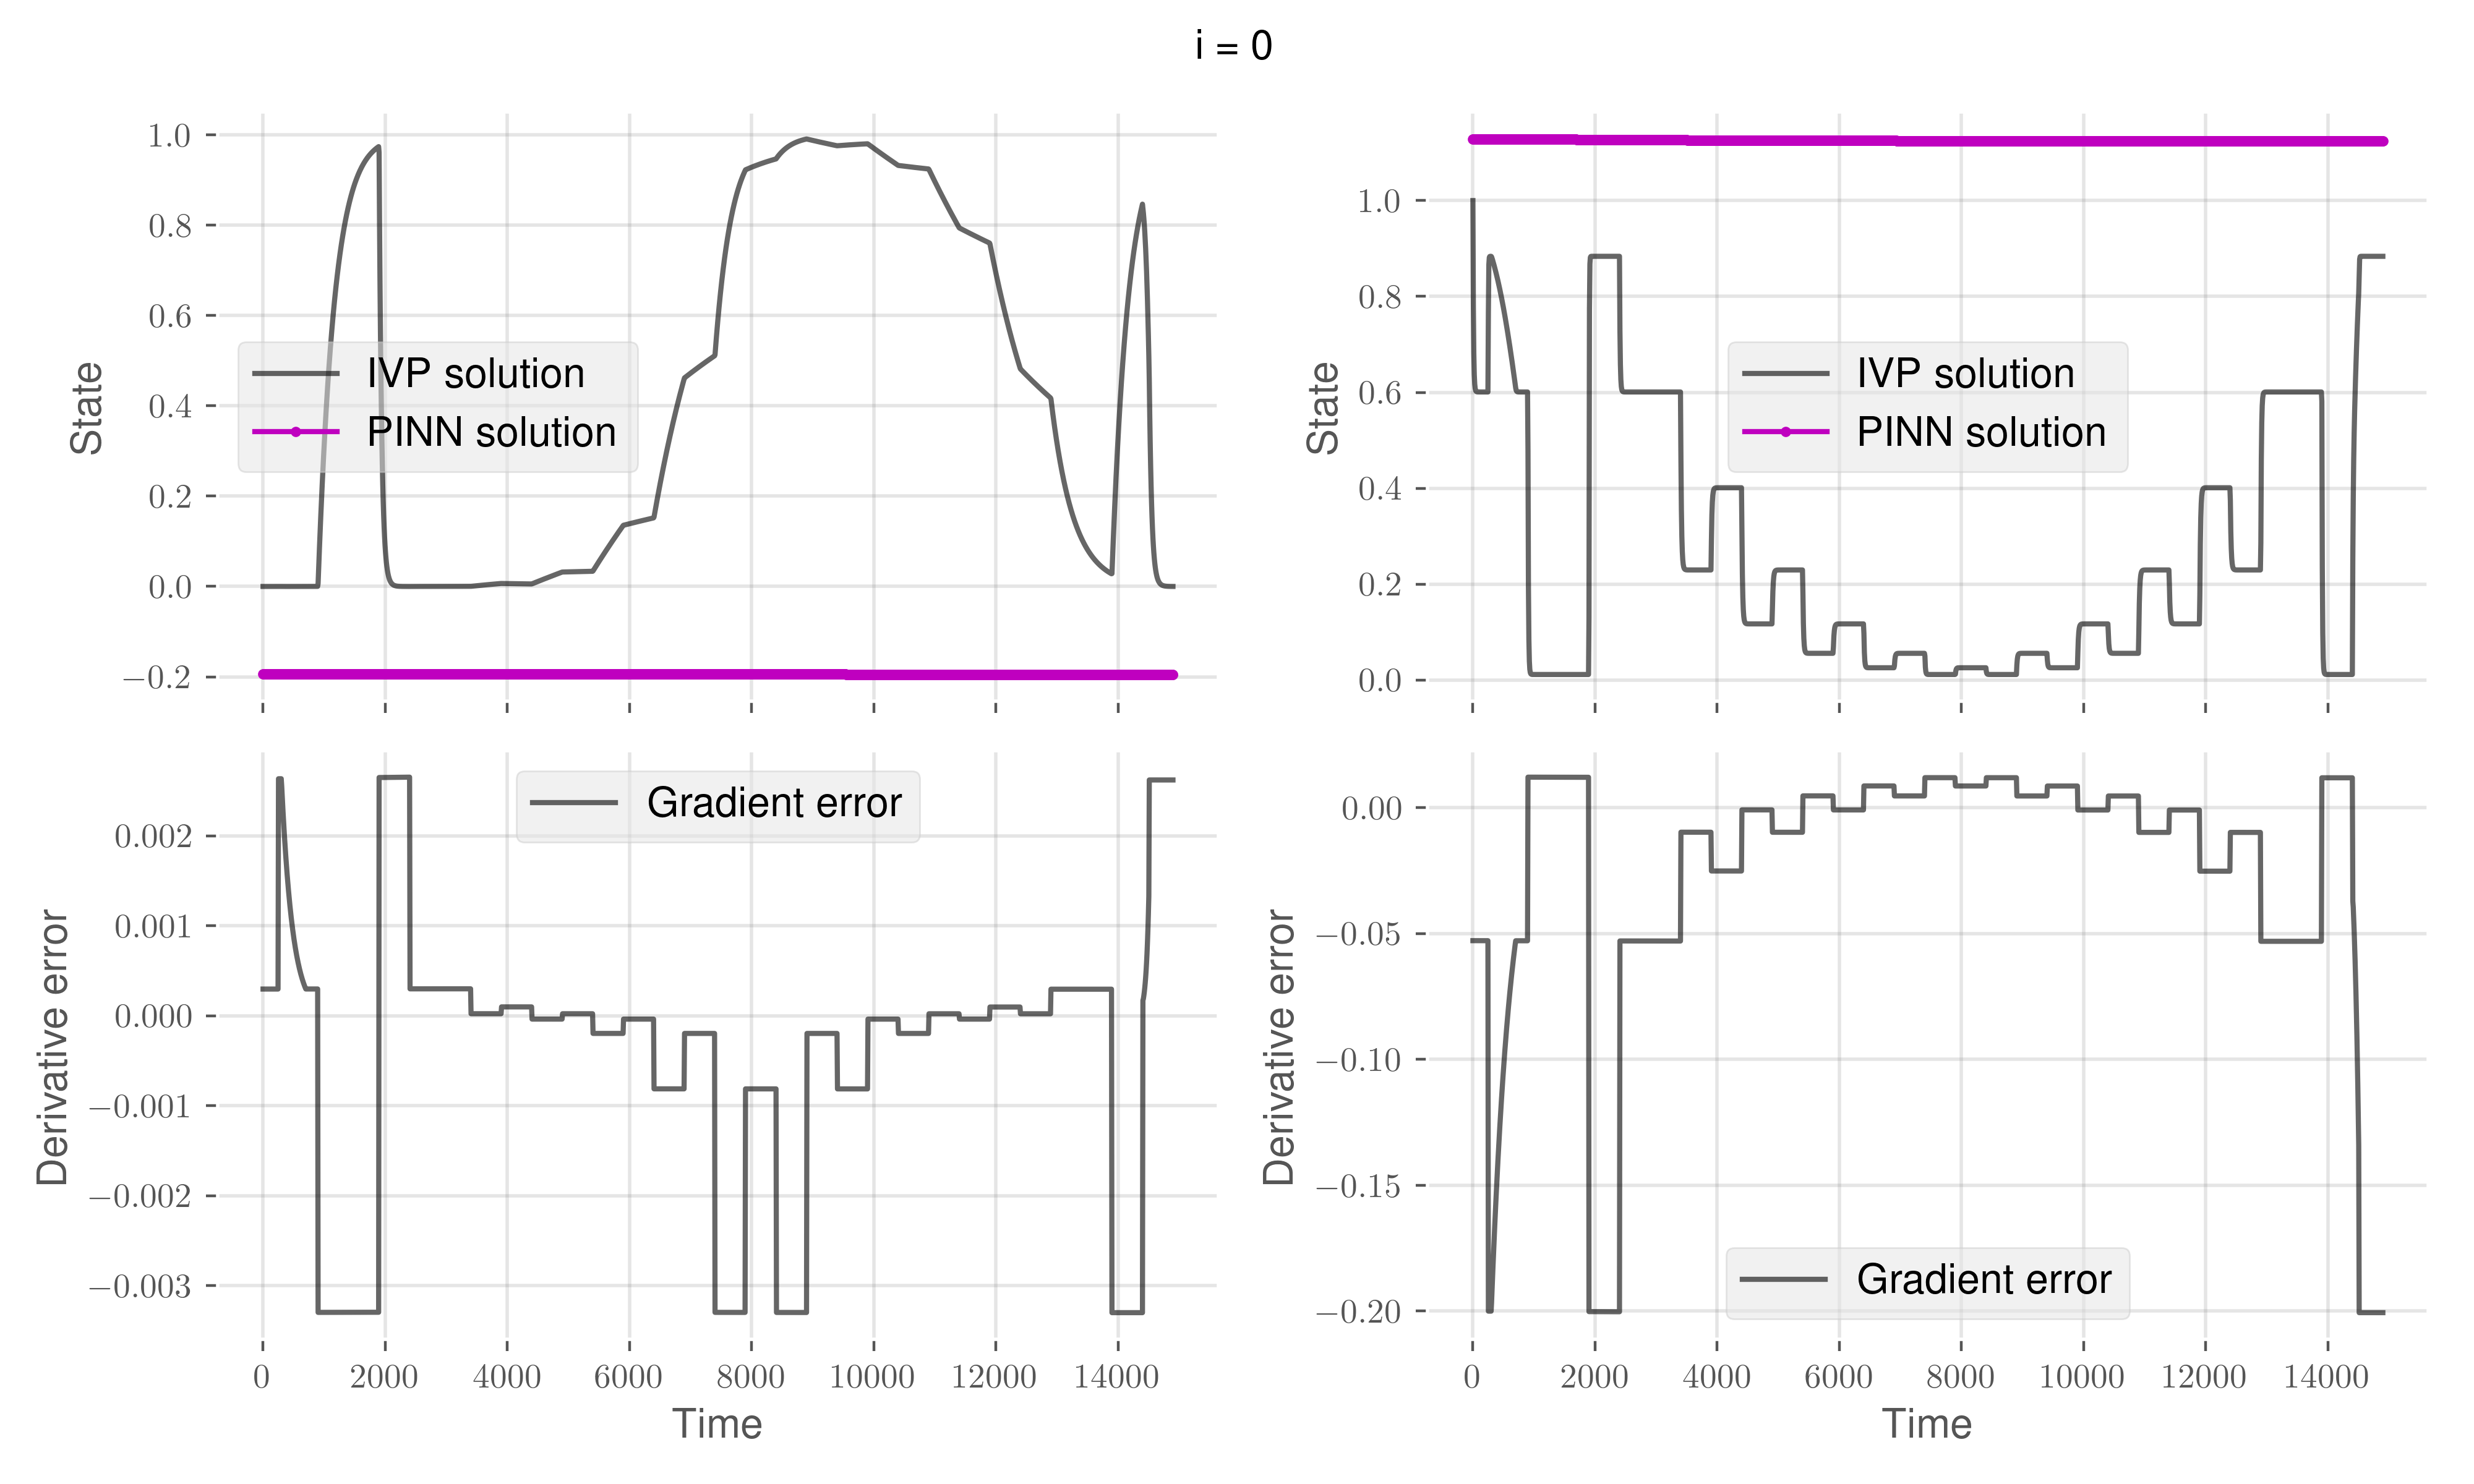 i = 0
1.0
0.8
0.6
0.4
0.2
0.0
−0.2
State
IVP solution
PINN solution
1.0
0.8
0.6
0.4
0.2
0.0
State
IVP solution
PINN solution
0.002
0.001
0.000
−0.001
−0.002
−0.003
Derivative error
Gradient error
0 2000 4000 6000 8000 10000 12000 14000
Time
0.00
−0.05
−0.10
−0.15
−0.20
Derivative error
Gradient error
0 2000 4000 6000 8000 10000 12000 14000
Time